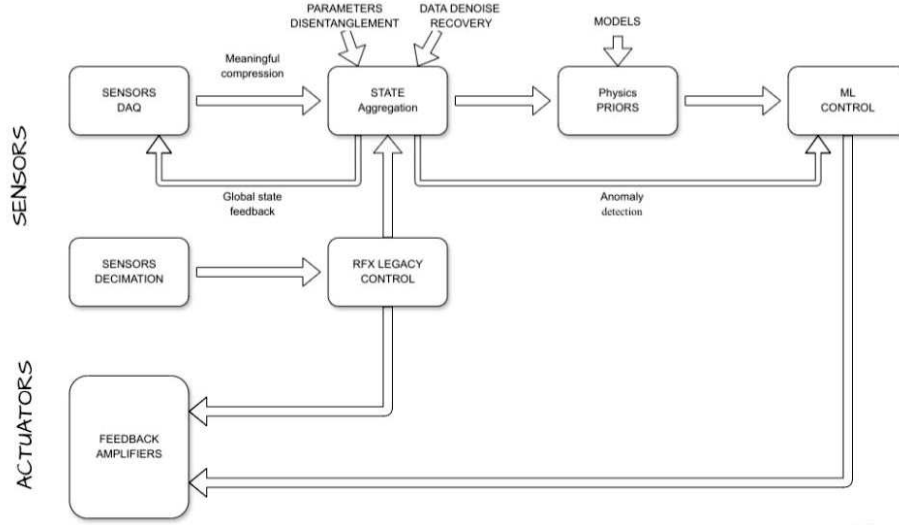 PARAMETERS
DISENTANGLEMENT
DATA DENOISE
RECOVERY
MODELS
Meaningful
compression
SENSORS
DAQ
STATE
Aggregation
Physics
PRIORS
ML
CONTROL
SENSORS
Global state
feedback
Anomaly
detection
SENSORS
DECIMATION
RFX LEGACY
CONTROL
ACTUATORS
FEEDBACK
AMPLIFIERS